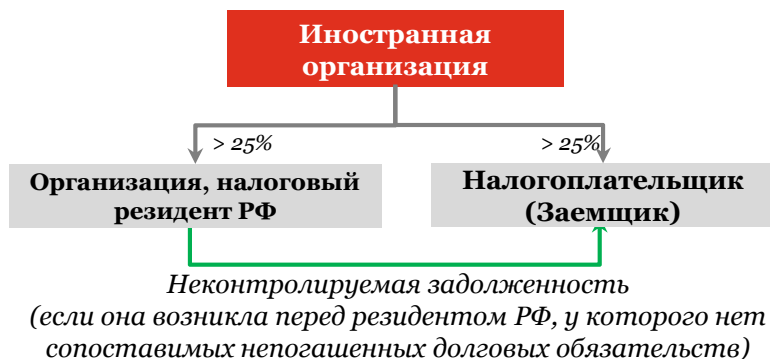 Иностранная
организация
> 25%
> 25%
Организация, налоговый
резидент РФ
Налогоплательщик
(Заемщик)
Неконтролируемая задолженность
(если она возникла перед резидентом РФ, у которого нет
сопоставимых непогашенных долговых обязательств)